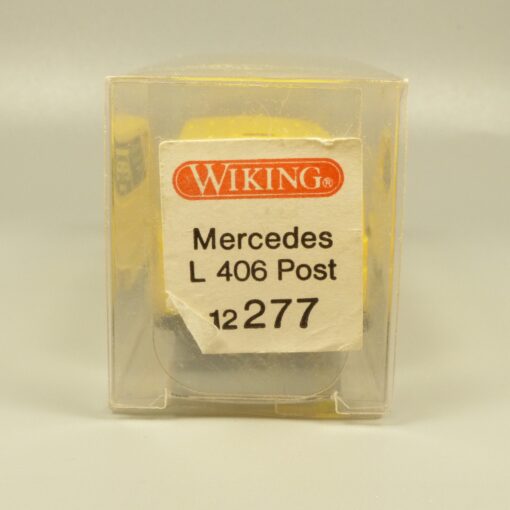 WIKING®
Mercedes
L 406 Post
12 277